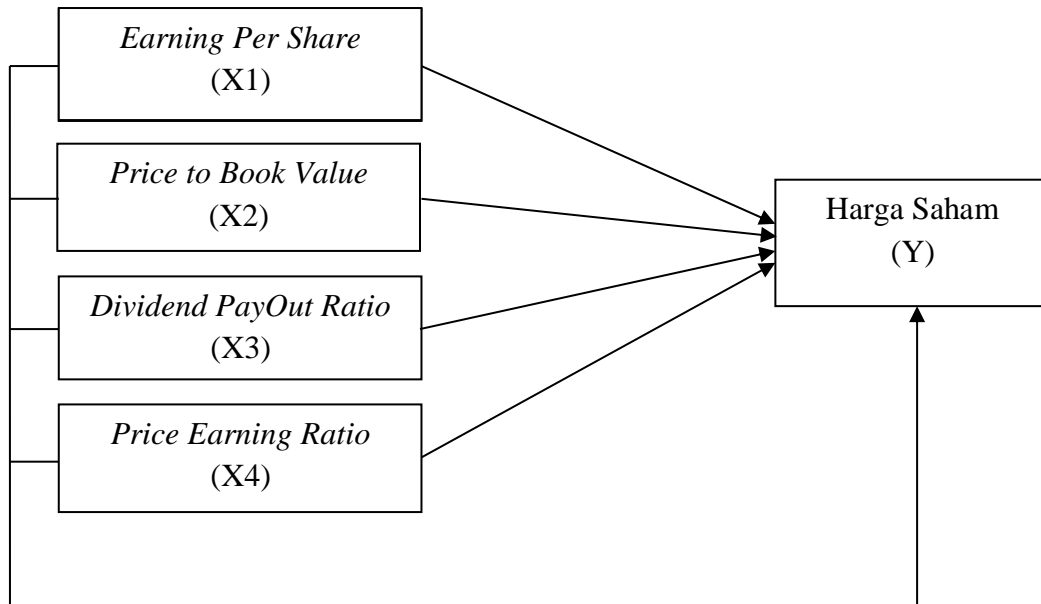 Earning Per Share
(X1)
Price to Book Value
(X2)
Harga Saham
(Y)
Dividend PayOut Ratio
(X3)
Price Earning Ratio
(X4)